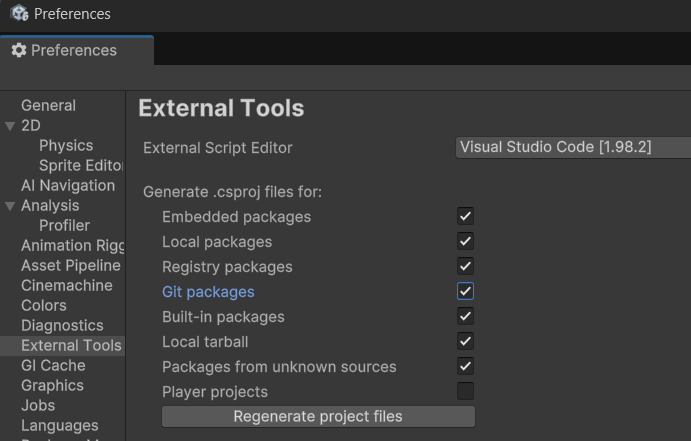 Preferences
Preferences
General
2D
Physics
Sprite Editor
AI Navigation
Analysis
Profiler
Animation Rigg
Asset Pipeline
Cinemachine
Colors
Diagnostics
External Tools
GI Cache
Graphics
Jobs
Languages
External Tools
External Script Editor
Visual Studio Code [1.98.2]
Generate .csproj files for:
Embedded packages
Local packages
Registry packages
Git packages
Built-in packages
Local tarball
Packages from unknown sources
Player projects
Regenerate project files